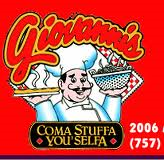 Giovanni's
COMA STUFFA
YOU'SELFA
2006
(757)